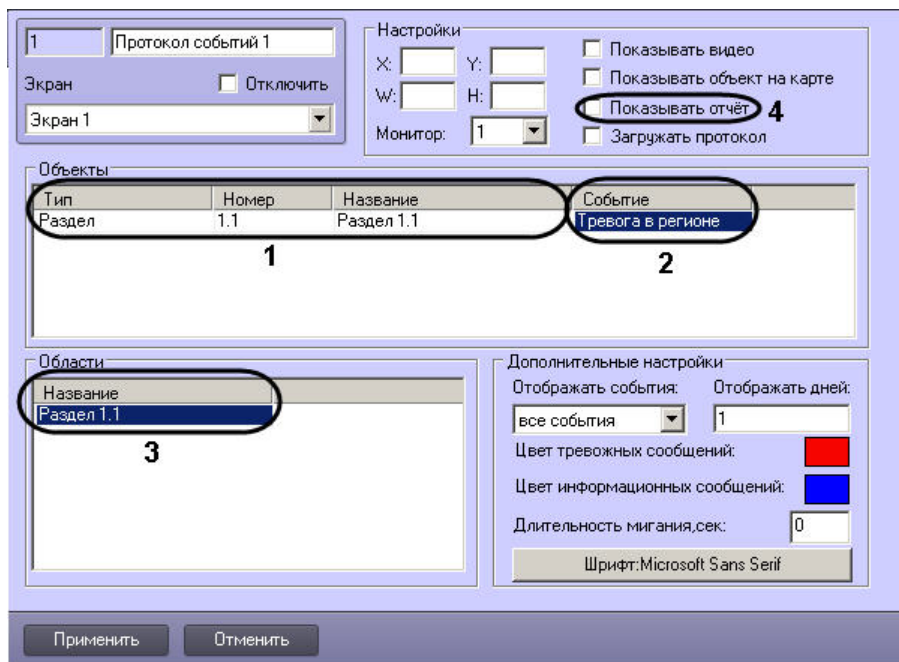 1
Протокол событий 1
Экран
Отключить
Экран 1
Настройки
X:
Y:
W:
H:
Монитор:
1
Показывать видео
Показывать объект на карте
Показывать отчёт
4
Загружать протокол
Объекты
Тип Номер Название Событие
Раздел 1.1 Раздел 1.1 Тревога в регионе
1
2
Области
Название
Раздел 1.1
3
Дополнительные настройки
Отображать события: Отображать дней:
все события 1
Цвет тревожных сообщений:
Цвет информационных сообщений:
Длительность мигания,сек: 0
Шрифт:Microsoft Sans Serif
Применить Отменить